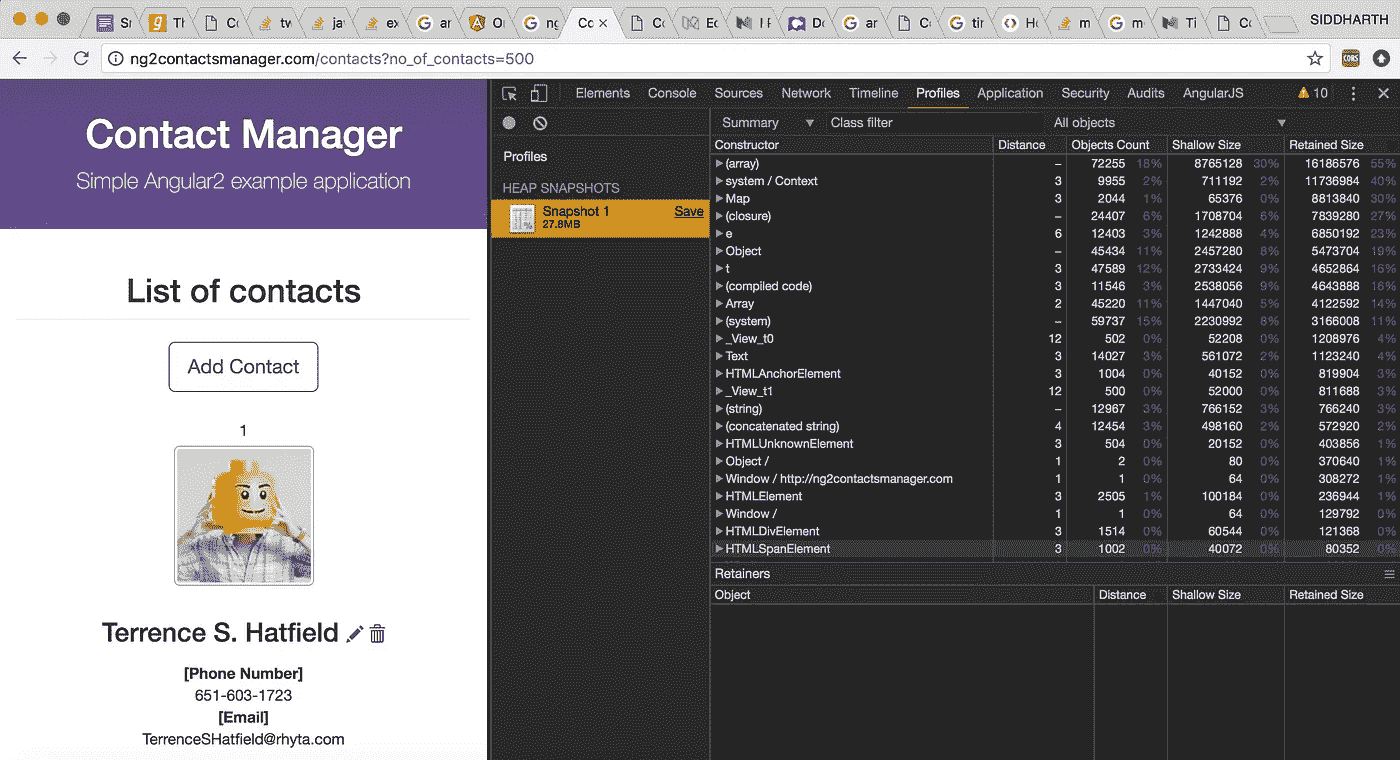 Sr Th Co tw ja ex G ar Or G ng Co × Co Ec I F Do G ar Co G tir Ho m G m Ti Co SIDDHARTH
ng2contactsmanager.com/contacts?no_of_contacts=500
Contact Manager
Simple Angular2 example application
List of contacts
Add Contact
1
Terrence S. Hatfield
[Phone Number]
651-603-1723
[Email]
TerrenceSHatfield@rhyta.com
Elements Console Sources Network Timeline Profiles Application Security Audits AngularJS 10
Profiles
HEAP SNAPSHOTS
Snapshot 1 Save
27.8MB
Summary Class filter All objects
Constructor Distance Objects Count Shallow Size Retained Size
(array) – 72255 18% 8765128 30% 16186576 55%
system / Context 3 9955 2% 711192 2% 11736984 40%
Map 3 2044 1% 65376 0% 8813840 30%
(closure) – 24407 6% 1708704 6% 7839280 27%
e 6 12403 3% 1242888 4% 6850192 23%
Object – 45434 11% 2457280 8% 5473704 19%
t 3 47589 12% 2733424 9% 4652864 16%
(compiled code) 3 11546 3% 2538056 9% 4643888 16%
Array 2 45220 11% 1447040 5% 4122592 14%
(system) – 59737 15% 2230992 8% 3166008 11%
_View_t0 12 502 0% 52208 0% 1208976 4%
Text 3 14027 3% 561072 2% 1123240 4%
HTMLAnchorElement 3 1004 0% 40152 0% 819904 3%
_View_t1 12 500 0% 52000 0% 811688 3%
(string) – 12967 3% 766152 3% 766240 3%
(concatenated string) 4 12454 3% 498160 2% 572920 2%
HTMLUnknownElement 3 504 0% 20152 0% 403856 1%
Object / 1 2 0% 80 0% 370640 1%
Window / http://ng2contactsmanager.com 1 1 0% 64 0% 308272 1%
HTMLElement 3 2505 1% 100184 0% 236944 1%
Window / 1 1 0% 64 0% 129792 0%
HTMLDivElement 3 1514 0% 60544 0% 121368 0%
HTMLSpanElement 3 1002 0% 40072 0% 80352 0%
Retainers
Object Distance Shallow Size Retained Size